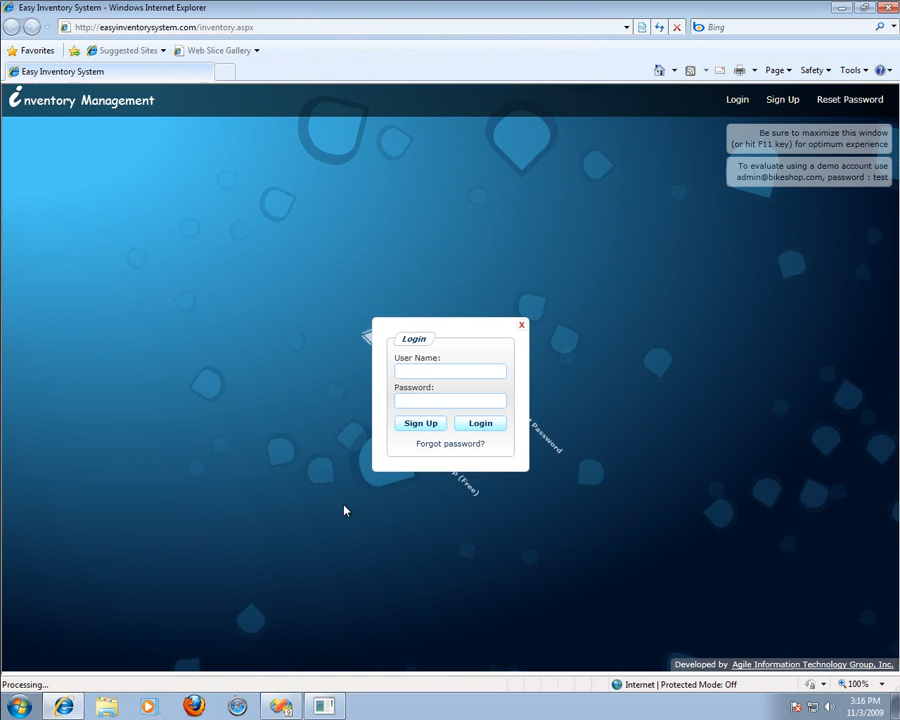 Easy Inventory System - Windows Internet Explorer
http://easyinventorysystem.com/inventory.aspx
Bing
Favorites
Suggested Sites
Web Slice Gallery
Easy Inventory System
Page
Safety
Tools
inventory Management
Login
Sign Up
Reset Password
Be sure to maximize this window
(or hit F11 key) for optimum experience
To evaluate using a demo account use
admin@bikeshop.com, password : test
x
Login
User Name:
Password:
Sign Up
Login
Forgot password?
Password
(Free)
Developed by Agile Information Technology Group, Inc.
Processing...
Internet | Protected Mode: Off
100%
3:16 PM
11/3/2009